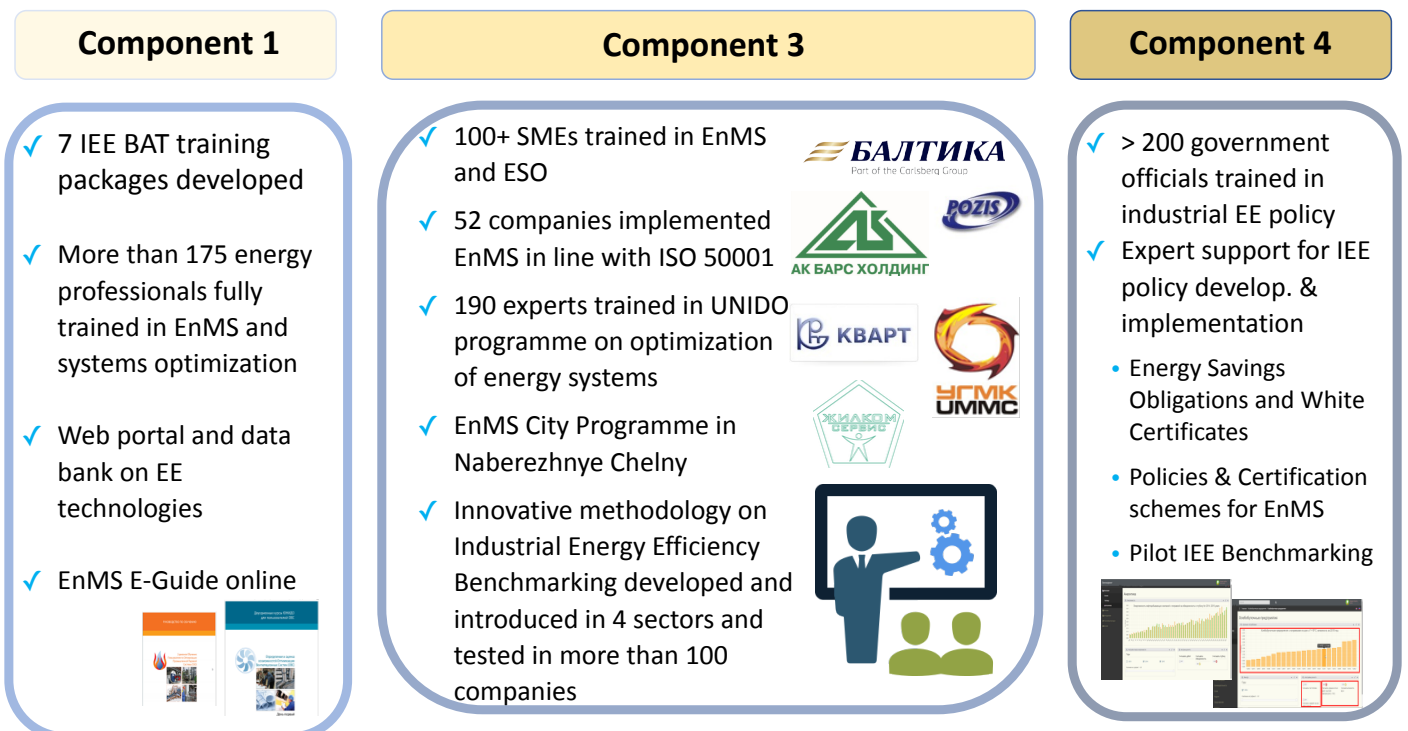 Component 1
✓ 7 IEE BAT training
packages developed
✓ More than 175 energy
professionals fully
trained in EnMS and
systems optimization
✓ Web portal and data
bank on EE
technologies
✓ EnMS E-Guide online
Component 3
✓ 100+ SMEs trained in EnMS
and ESO
✓ 52 companies implemented
EnMS in line with ISO 50001
✓ 190 experts trained in UNIDO
programme on optimization
of energy systems
✓ EnMS City Programme in
Naberezhnye Chelny
✓ Innovative methodology on
Industrial Energy Efficiency
Benchmarking developed and
introduced in 4 sectors and
tested in more than 100
companies
БАЛТИКА
Part of the Carlsberg Group
АК БАРС ХОЛДИНГ
POZIS
КВАРТ
УГМК
UMMC
ЖИЛКОМ
СЕРВИС
Component 4
✓ > 200 government
officials trained in
industrial EE policy
✓ Expert support for IEE
policy develop. &
implementation
• Energy Savings
Obligations and White
Certificates
• Policies & Certification
schemes for EnMS
• Pilot IEE Benchmarking